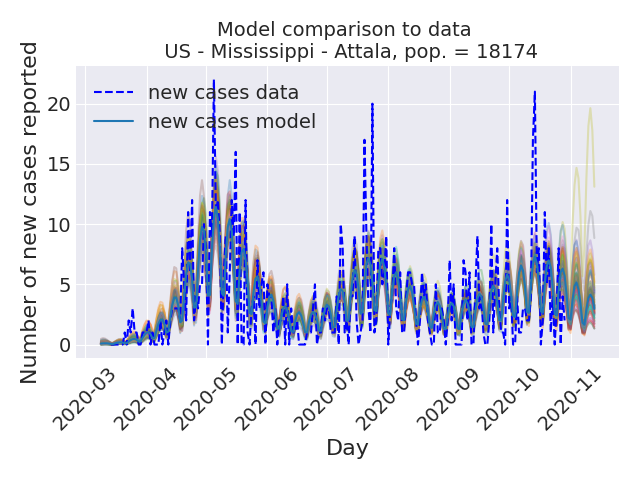 Model comparison to data
US - Mississippi - Attala, pop. = 18174
Number of new cases reported
new cases data
new cases model
20
15
10
5
0
2020-03
2020-04
2020-05
2020-06
2020-07
2020-08
2020-09
2020-10
2020-11
Day